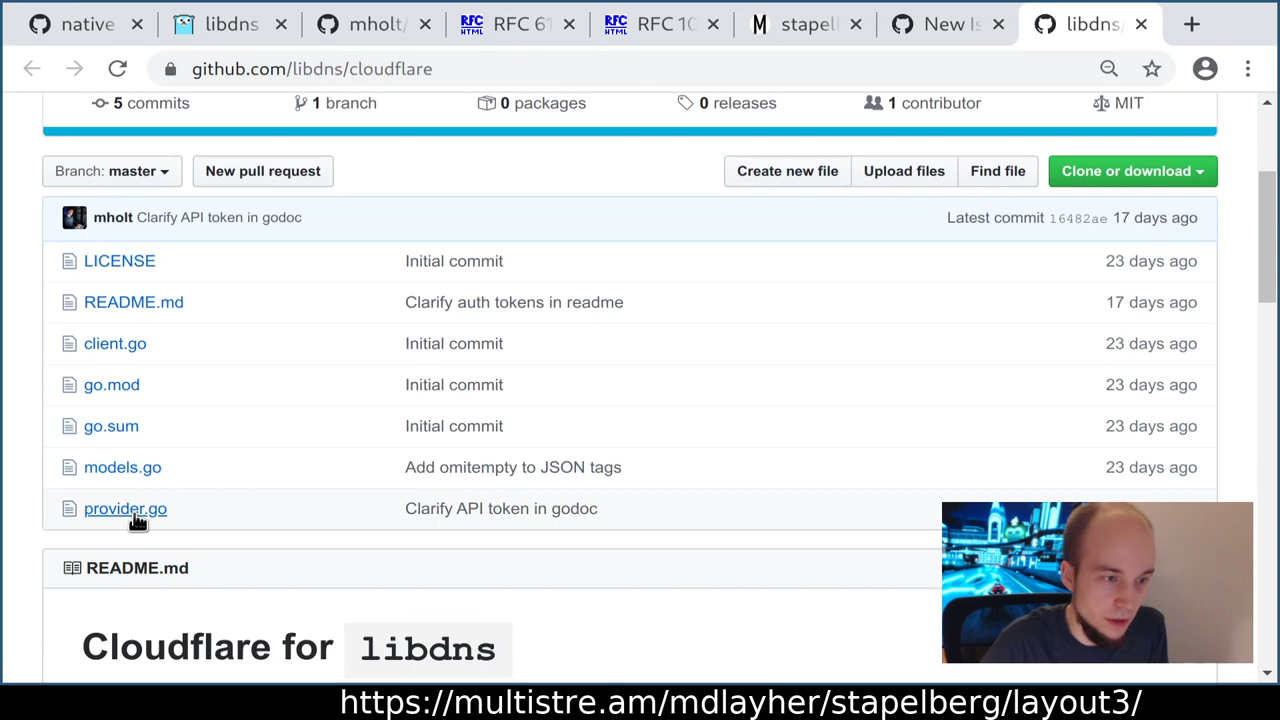 native
libdns
mholt/
RFC
HTML
RFC 61
RFC
HTML
RFC 10
M
stapell
New Is
libdns/
github.com/libdns/cloudflare
5 commits
1 branch
0 packages
0 releases
1 contributor
MIT
Branch: master
New pull request
Create new file
Upload files
Find file
Clone or download
mholt Clarify API token in godoc
Latest commit 16482ae 17 days ago
LICENSE
Initial commit
23 days ago
README.md
Clarify auth tokens in readme
17 days ago
client.go
Initial commit
23 days ago
go.mod
Initial commit
23 days ago
go.sum
Initial commit
23 days ago
models.go
Add omitempty to JSON tags
23 days ago
provider.go
Clarify API token in godoc
README.md
Cloudflare for libdns
https://multistre.am/mdlayher/stapelberg/layout3/